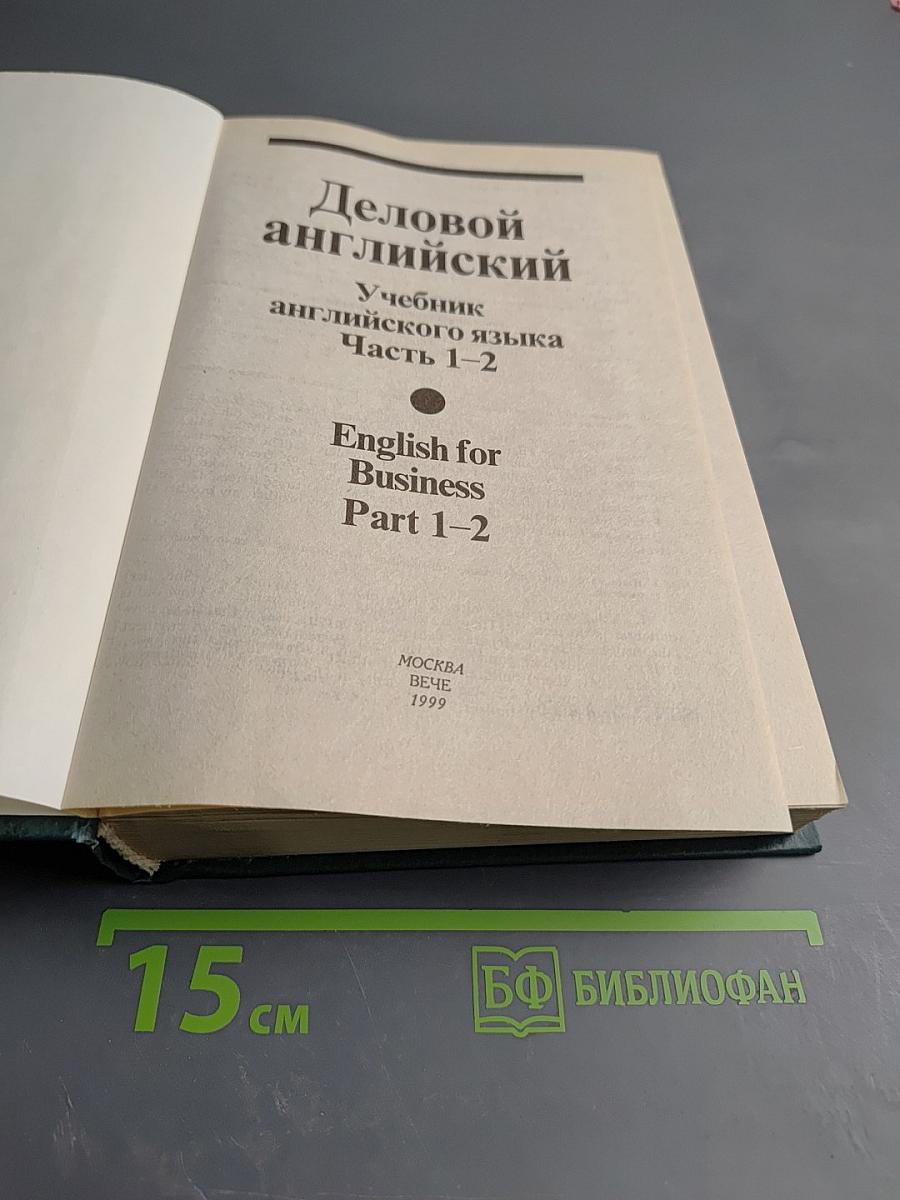 Деловой
английский
Учебник
английского языка
Часть 1–2
English for
Business
Part 1–2
МОСКВА
ВЕЧЕ
1999
15 см
БФ БИБЛИОФАН